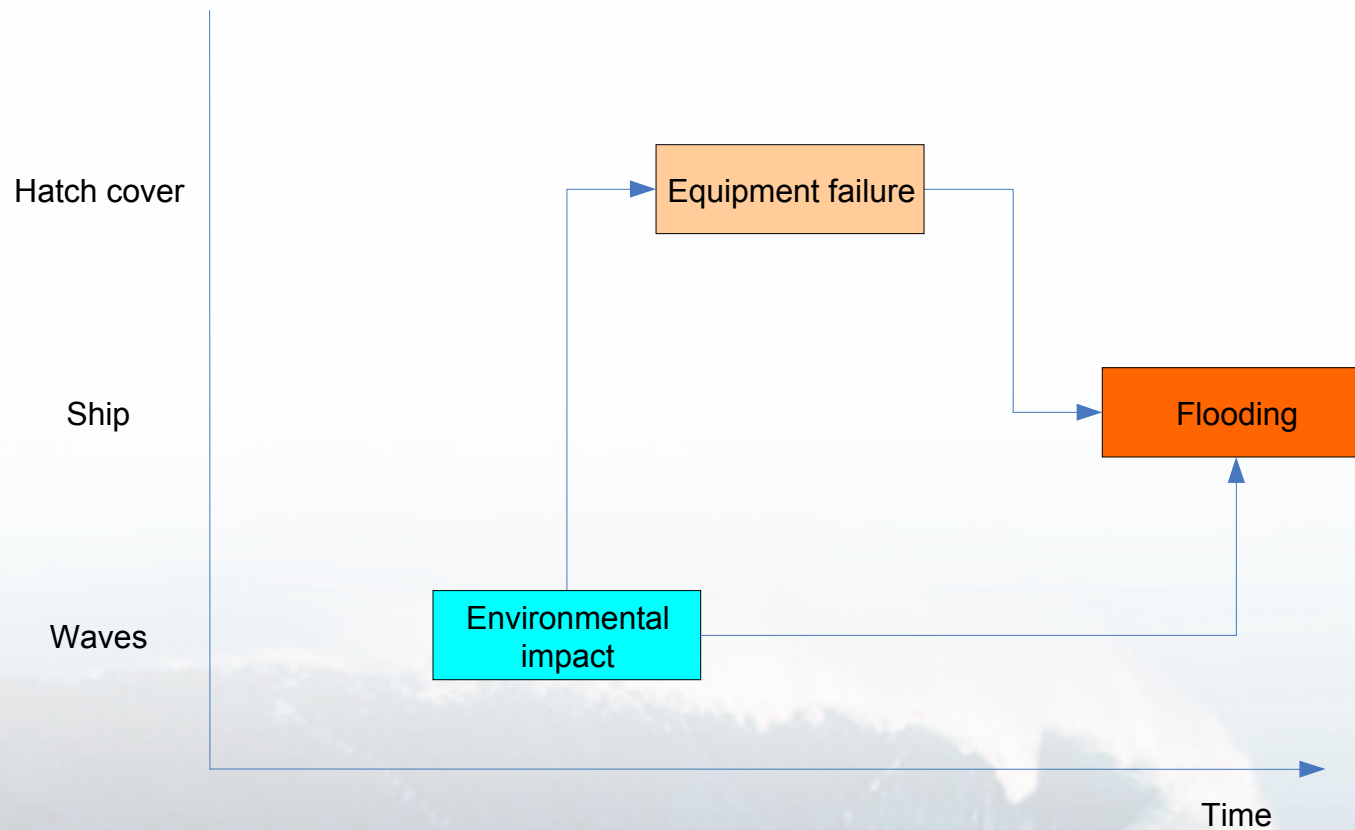 Hatch cover
Equipment failure
Ship
Flooding
Waves
Environmental
impact
Time